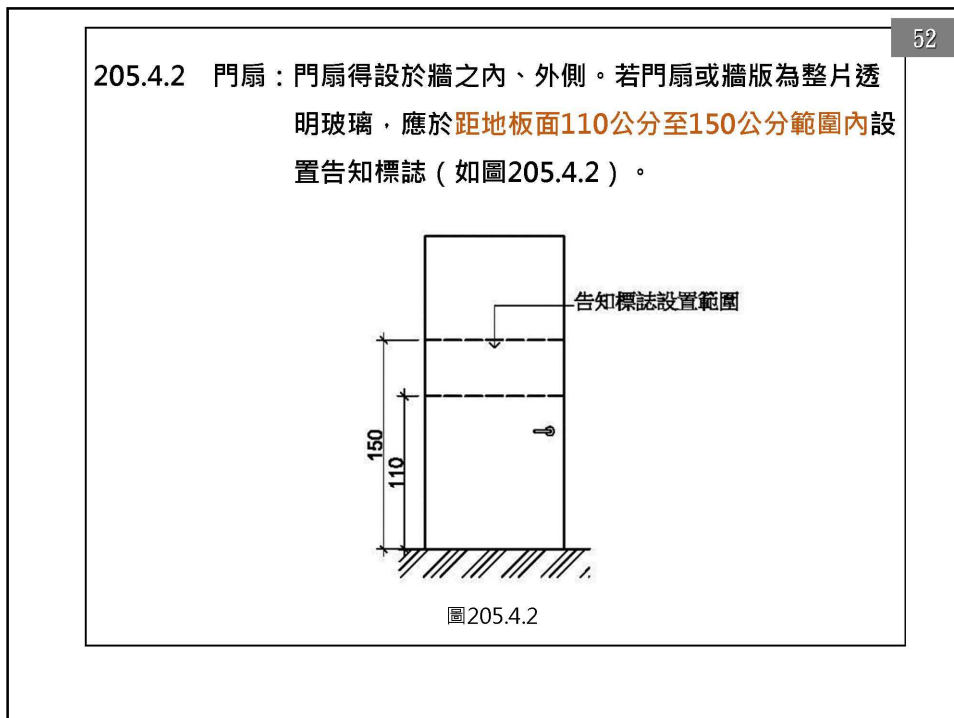 52
205.4.2 門扇：門扇得設於牆之內、外側。若門扇或牆版為整片透
明玻璃，應於距地板面110公分至150公分範圍內設
置告知標誌（如圖205.4.2）。
告知標誌設置範圍
150
110
圖205.4.2